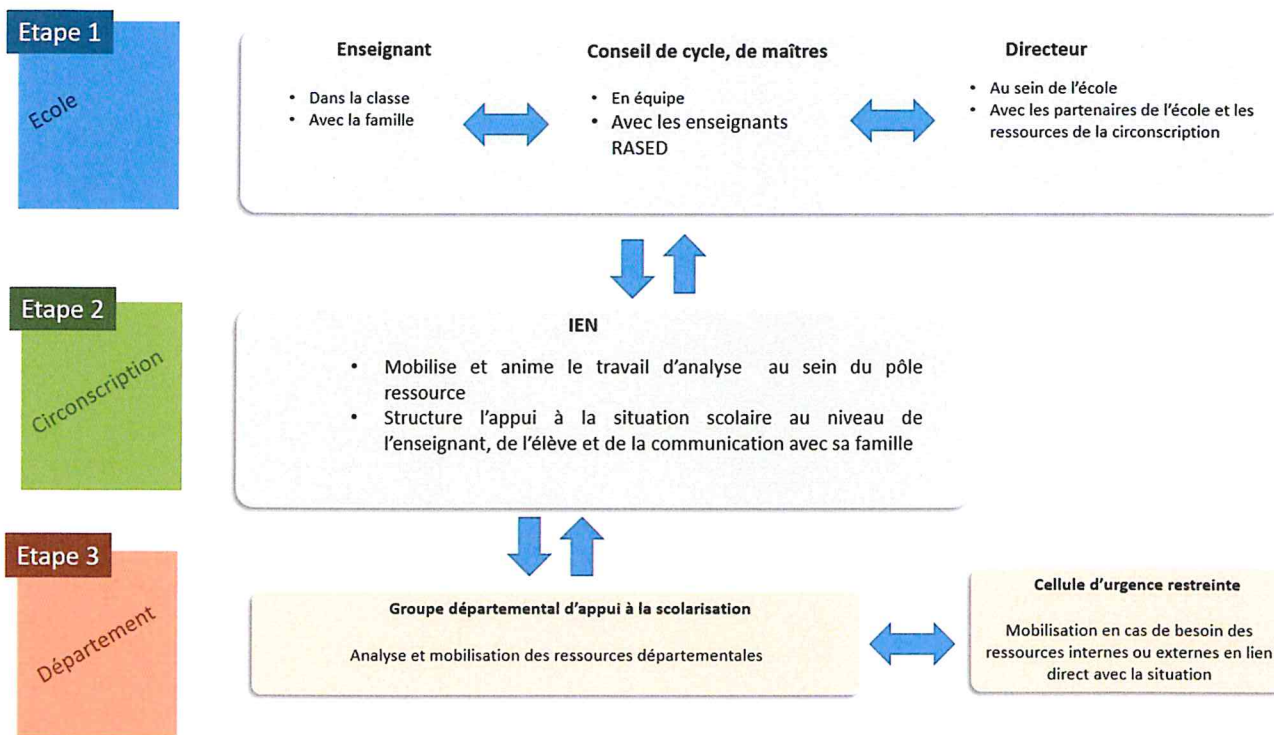 Etape 1
Ecole
Enseignant
• Dans la classe
• Avec la famille
Conseil de cycle, de maîtres
• En équipe
• Avec les enseignants
RASED
Directeur
• Au sein de l'école
• Avec les partenaires de l'école et les
ressources de la circonscription
Etape 2
Circonscription
IEN
• Mobilise et anime le travail d'analyse au sein du pôle
ressource
• Structure l'appui à la situation scolaire au niveau de
l'enseignant, de l'élève et de la communication avec sa famille
Etape 3
Département
Groupe départemental d'appui à la scolarisation
Analyse et mobilisation des ressources départementales
Cellule d'urgence restreinte
Mobilisation en cas de besoin des
ressources internes ou externes en lien
direct avec la situation